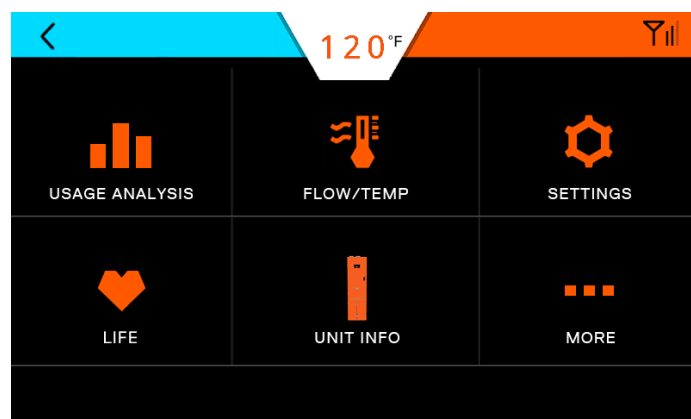 120°F
USAGE ANALYSIS
FLOW/TEMP
SETTINGS
LIFE
UNIT INFO
MORE